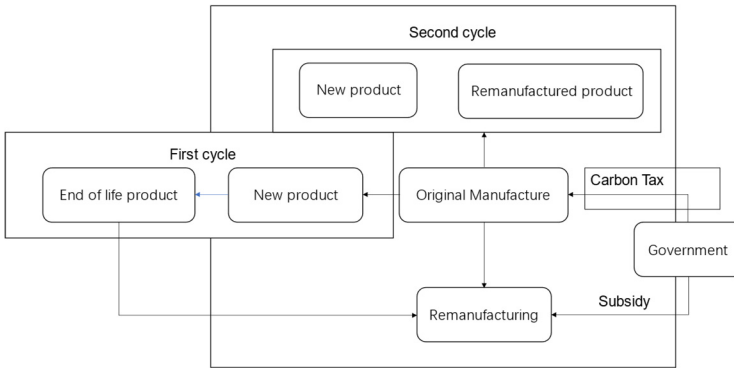 Second cycle
New product
Remanufactured product
First cycle
End of life product
New product
Original Manufacture
Carbon Tax
Government
Remanufacturing
Subsidy